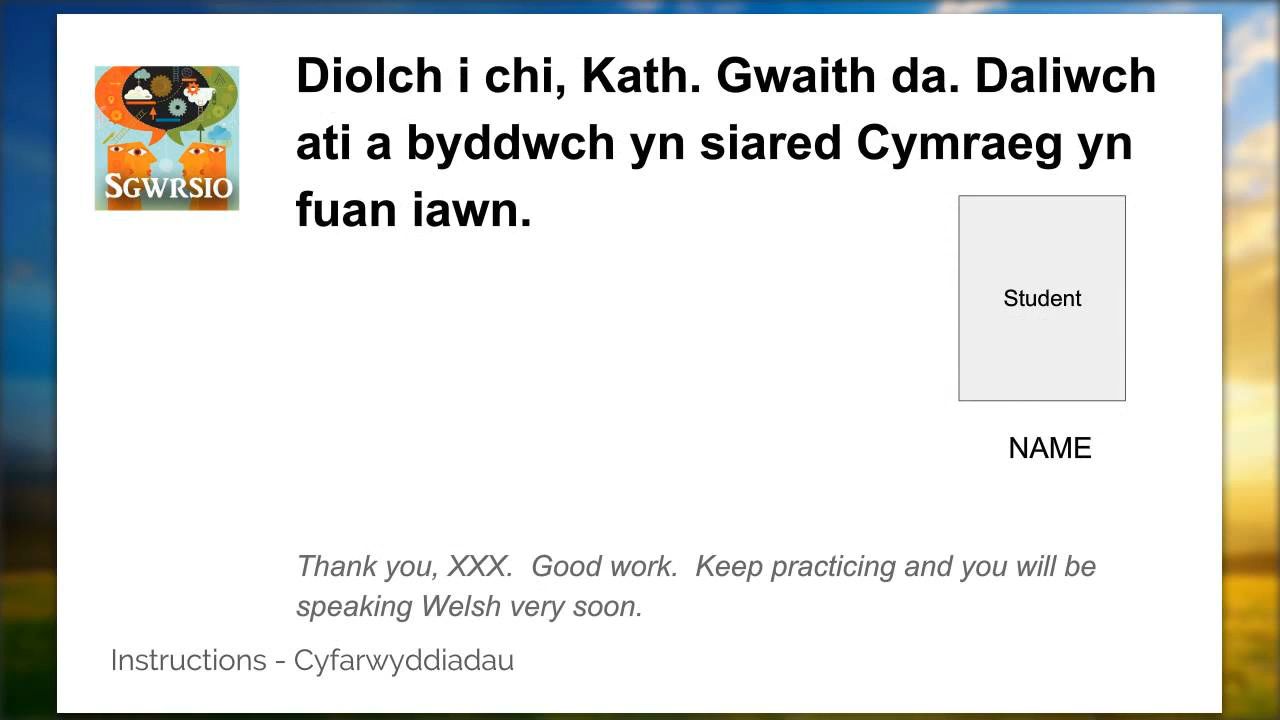 Diolch i chi, Kath. Gwaith da. Daliwch
ati a byddwch yn siared Cymraeg yn
fuan iawn.
SGWRSIO
Student
NAME
Thank you, XXX. Good work. Keep practicing and you will be
speaking Welsh very soon.
Instructions - Cyfarwyddiadau